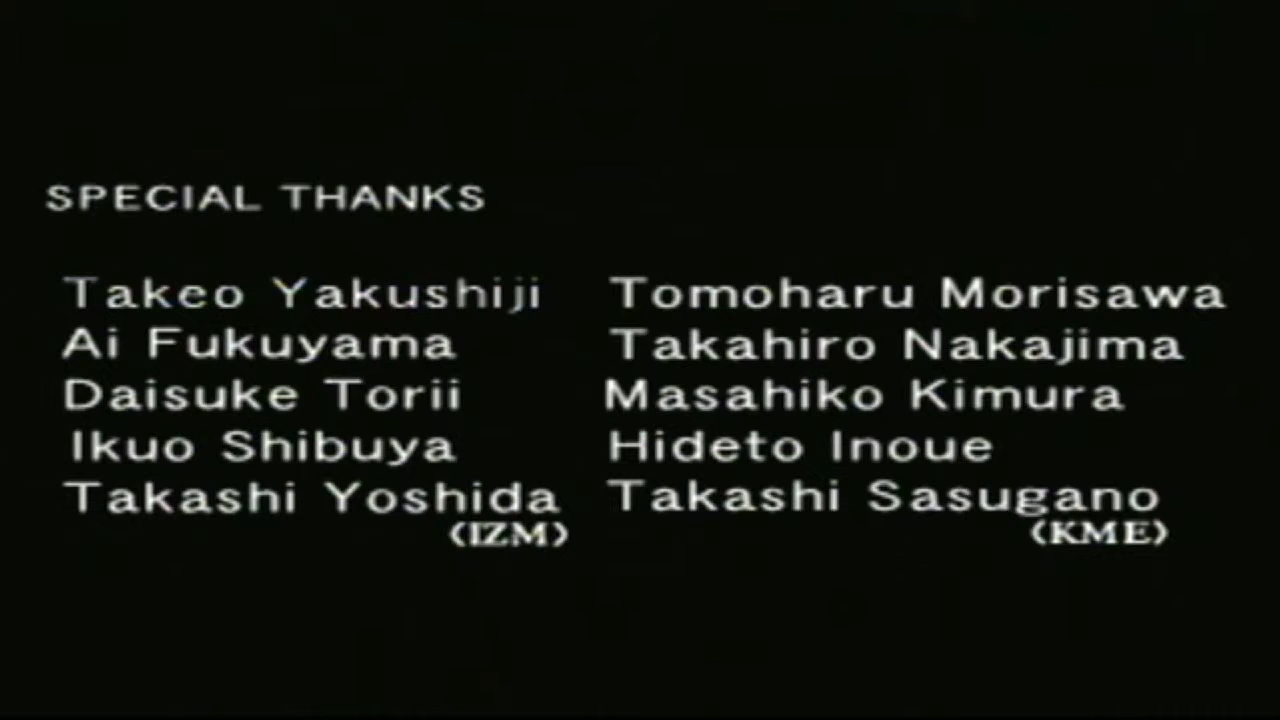 SPECIAL THANKS
Takeo Yakushiji Tomoharu Morisawa
Ai Fukuyama Takahiro Nakajima
Daisuke Torii Masahiko Kimura
Ikuo Shibuya Hideto Inoue
Takashi Yoshida Takashi Sasugano
(IZM) (KME)